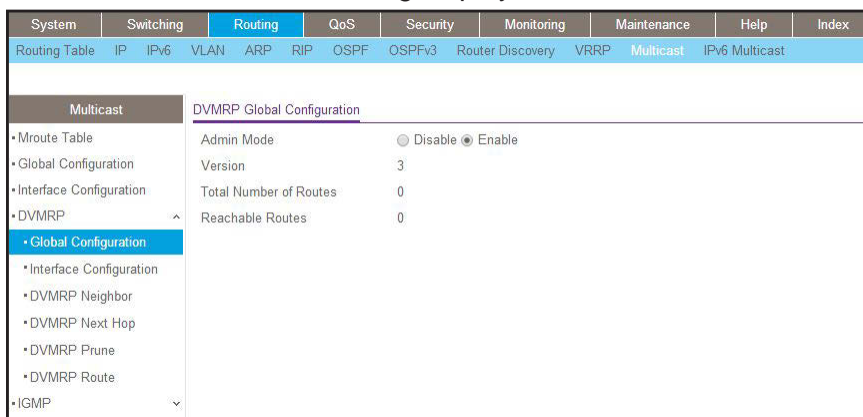 System Switching Routing QoS Security Monitoring Maintenance Help Index
Routing Table IP IPv6 VLAN ARP RIP OSPF OSPFv3 Router Discovery VRRP Multicast IPv6 Multicast
Multicast
Mroute Table
Global Configuration
Interface Configuration
DVMRP
Global Configuration
Interface Configuration
DVMRP Neighbor
DVMRP Next Hop
DVMRP Prune
DVMRP Route
IGMP
DVMRP Global Configuration
Admin Mode Disable Enable
Version 3
Total Number of Routes 0
Reachable Routes 0